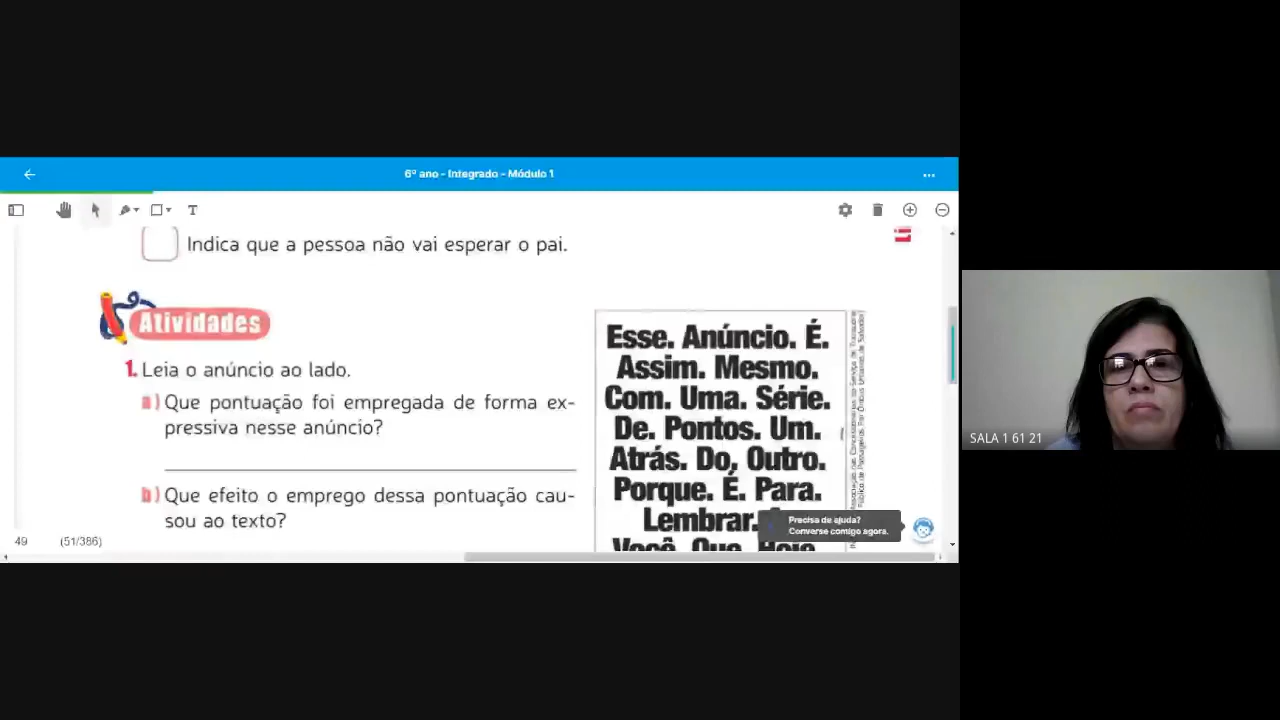 6º ano - Integrado - Módulo 1
Indica que a pessoa não vai esperar o pai.
Atividades
1. Leia o anúncio ao lado.
a) Que pontuação foi empregada de forma ex-
pressiva nesse anúncio?
b) Que efeito o emprego dessa pontuação cau-
sou ao texto?
Esse. Anúncio. É.
Assim. Mesmo.
Com. Uma. Série.
De. Pontos. Um.
Atrás. Do, Outro.
Porque. É. Para.
Lembrar.
Você. Que. Hoje.
Precisa de ajuda?
Converse comigo agora.
49 (51/386)
T
SALA 1 61 21